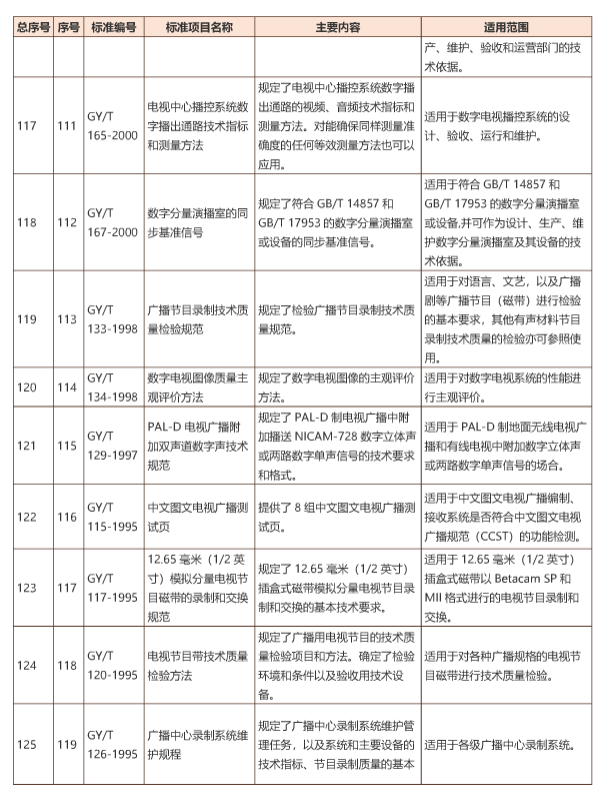 总序号 序号 标准编号 标准项目名称 主要内容 适用范围
产、维护、验收和运营部门的技
术依据。
117 111
GY/T
165-2000
电视中心播控系统数
字播出通路技术指标
和测量方法
规定了电视中心播控系统数字播
出通路的视频、音频技术指标和
测量方法。对能确保同样测量准
确度的任何等效测量方法也可以
应用。
适用于数字电视播控系统的设
计、验收、运行和维护。
118 112
GY/T
167-2000
数字分量演播室的同
步基准信号
规定了符合 GB/T 14857 和
GB/T 17953 的数字分量演播室
或设备的同步基准信号。
适用于符合 GB/T 14857 和
GB/T 17953 的数字分量演播室
或设备,并可作为设计、生产、维
护数字分量演播室及其设备的技
术依据。
119 113
GY/T
133-1998
广播节目录制技术质
量检验规范
规定了检验广播节目录制技术质
量规范。
适用于对语言、文艺，以及广播
剧等广播节目（磁带）进行检验
的基本要求，其他有声材料节目
录制技术质量的检验亦可参照使
用。
120 114
GY/T
134-1998
数字电视图像质量主
观评价方法
规定了数字电视图像的主观评价
方法。
适用于对数字电视系统的性能进
行主观评价。
121 115
GY/T
129-1997
PAL-D 电视广播附
加双声道数字声技术
规范
规定了 PAL-D 制电视广播中附
加播送 NICAM-728 数字立体声
或两路数字单声信号的技术要求
和格式。
适用于 PAL-D 制地面无线电视广
播和有线电视中附加数字立体声
或两路数字单声信号的场合。
122 116
GY/T
115-1995
中文图文电视广播测
试页
提供了 8 组中文图文电视广播测
试页。
适用于中文图文电视广播编制、
接收系统是否符合中文图文电视
广播规范（CCST）的功能检测。
123 117
GY/T
117-1995
12.65 毫米（1/2 英
寸）模拟分量电视节
目磁带的录制和交换
规范
规定了 12.65 毫米（1/2 英寸）
插盒式磁带模拟分量电视节目录
制和交换的基本技术要求。
适用于 12.65 毫米（1/2 英寸）
插盒式磁带以 Betacam SP 和
MII 格式进行的电视节目录制和
交换。
124 118
GY/T
120-1995
电视节目带技术质量
检验方法
规定了广播用电视节目的技术质
量检验项目和方法。确定了检验
环境和条件以及验收用技术设
备。
适用于对各种广播规格的电视节
目磁带进行技术质量检验。
125 119
GY/T
126-1995
广播中心录制系统维
护规程
规定了广播中心录制系统维护管
理任务，以及系统和主要设备的
技术指标、节目录制质量的基本
适用于各级广播中心录制系统。